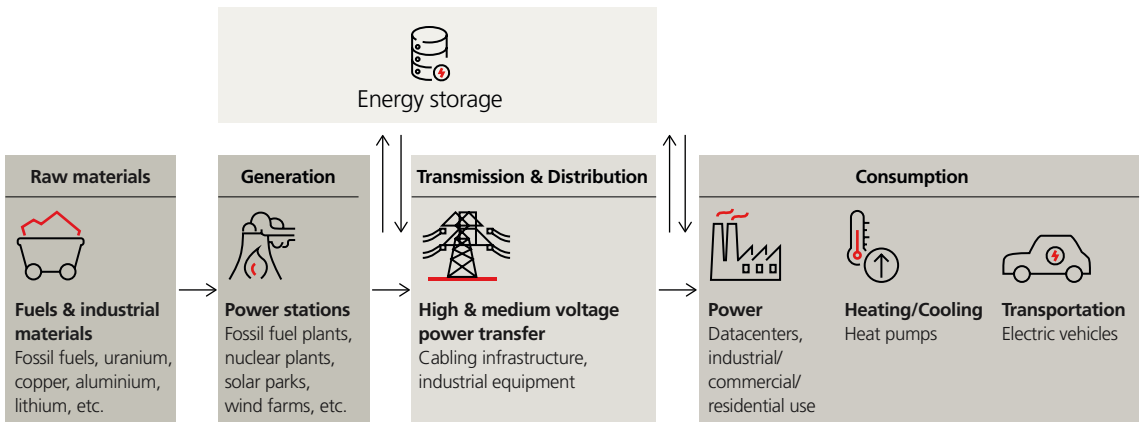 Energy storage
Raw materials
Fuels & industrial
materials
Fossil fuels, uranium,
copper, aluminium,
lithium, etc.
Generation
Power stations
Fossil fuel plants,
nuclear plants,
solar parks,
wind farms, etc.
Transmission & Distribution
High & medium voltage
power transfer
Cabling infrastructure,
industrial equipment
Consumption
Power
Datacenters,
industrial/
commercial/
residential use
Heating/Cooling
Heat pumps
Transportation
Electric vehicles